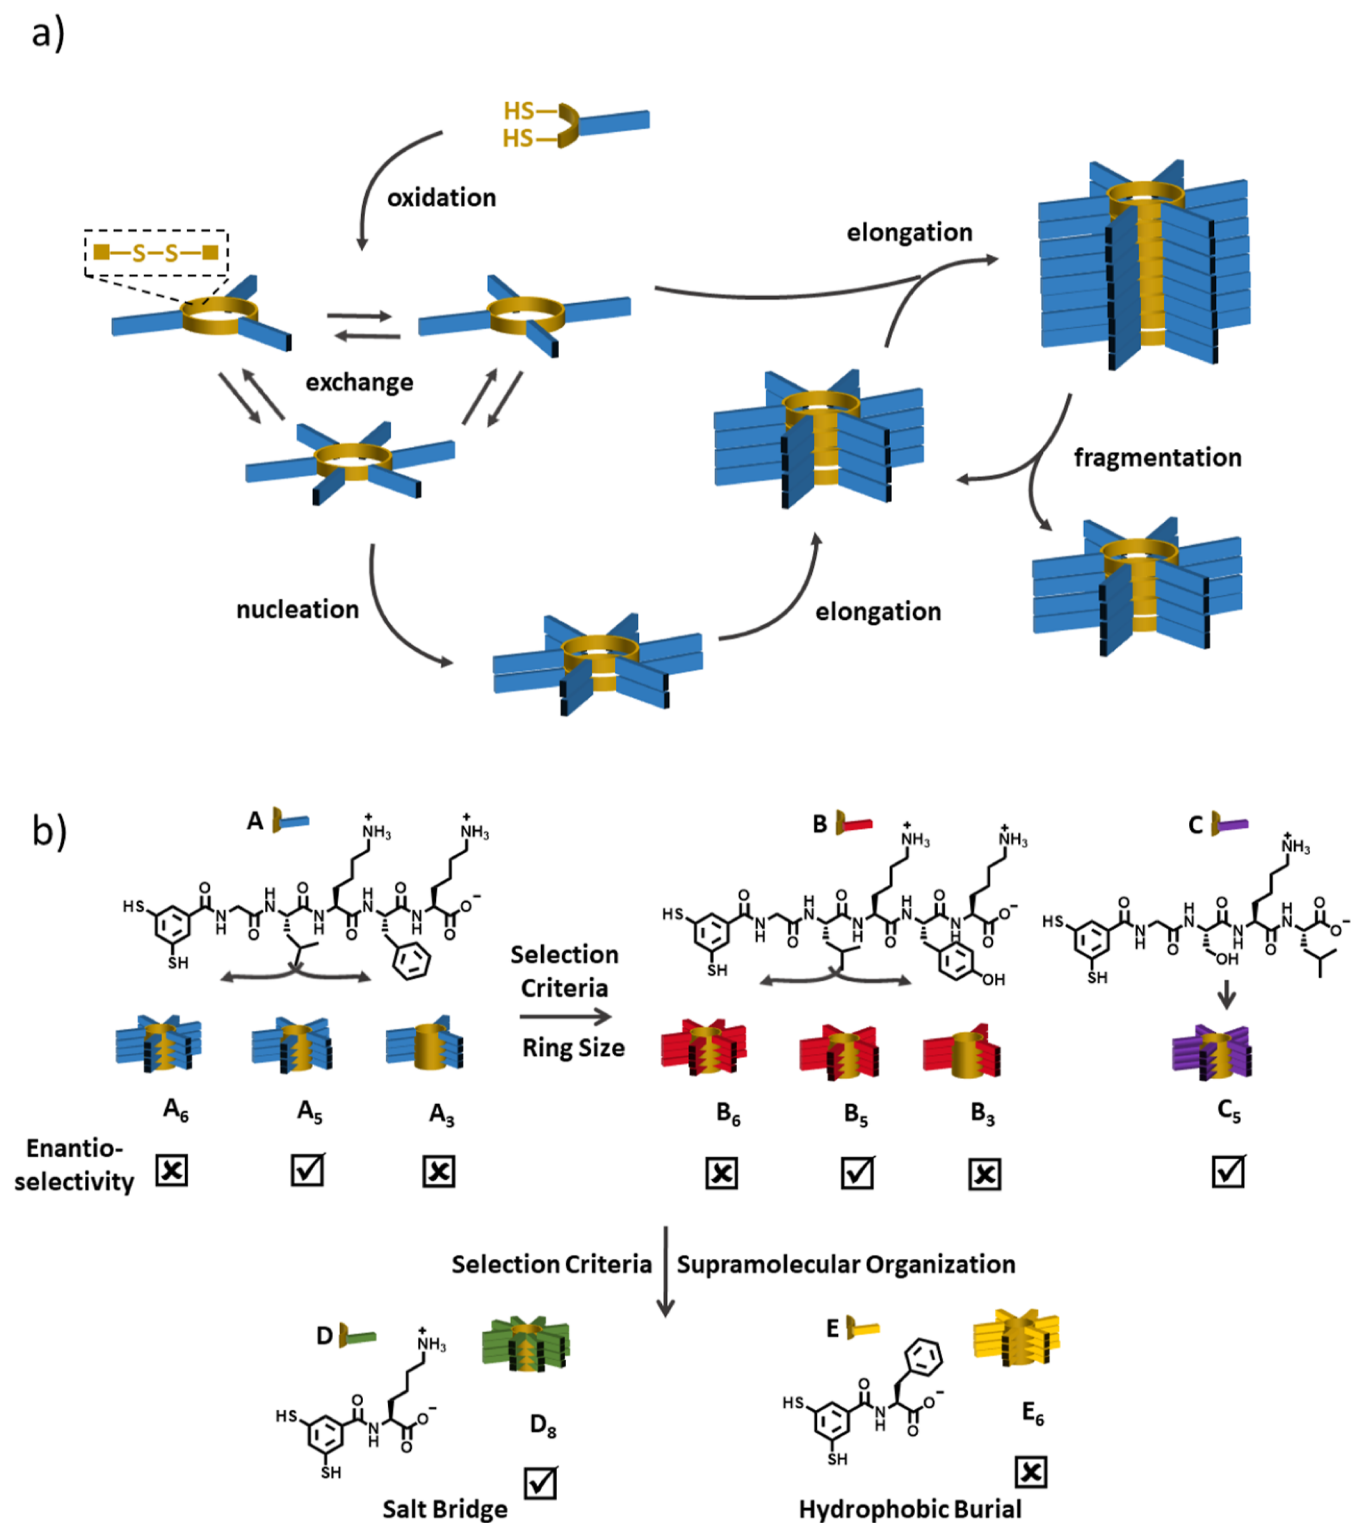 a)
HS
HS
oxidation
S–S
exchange
elongation
fragmentation
nucleation
elongation
b)
A
NH3
+
NH3
+
HS
SH
O
N
H
H
N
O
O
N
H
H
N
O
O
N
H
O
O–
B
NH3
+
NH3
+
HS
SH
O
N
H
H
N
O
O
N
H
H
N
O
O
N
H
O
O–
OH
C
NH3
+
HS
SH
O
N
H
H
N
O
O
N
H
H
N
O
O
O–
OH
Selection
Criteria
Ring Size
A6
A5
A3
B6
B5
B3
C5
Enantio-
selectivity
Selection Criteria
Supramolecular Organization
D
NH3
+
HS
SH
O
N
H
O
O–
D8
Salt Bridge
E
HS
SH
O
N
H
O
O–
E6
Hydrophobic Burial